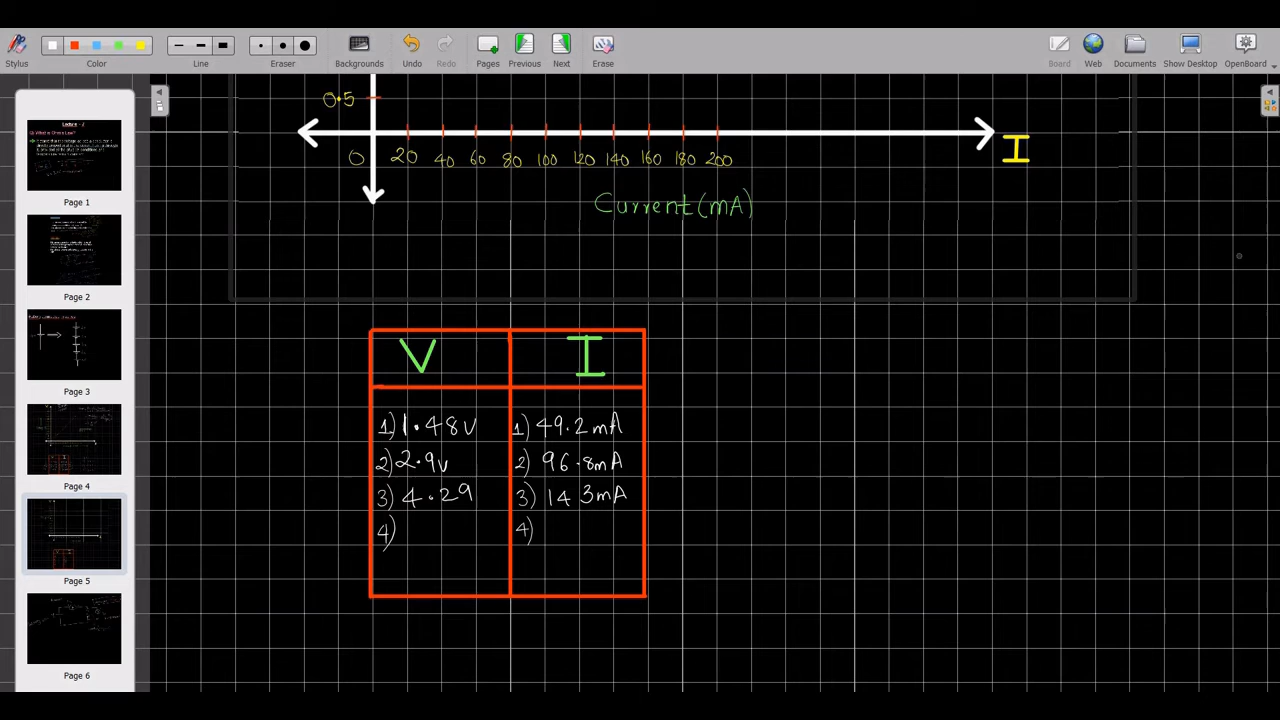 Stylus
Color
Line
Eraser
Backgrounds
Undo
Redo
Pages
Previous
Next
Erase
Board
Web
Documents
Show Desktop
OpenBoard
Page 1
Page 2
Page 3
Page 4
Page 5
Page 6
0.5
0 20 40 60 80 100 120 140 160 180 200
I
Current(mA)
V I
1) 1.48V 1) 49.2mA
2) 2.9V 2) 96.8mA
3) 4.29 3) 143mA
4) 4)